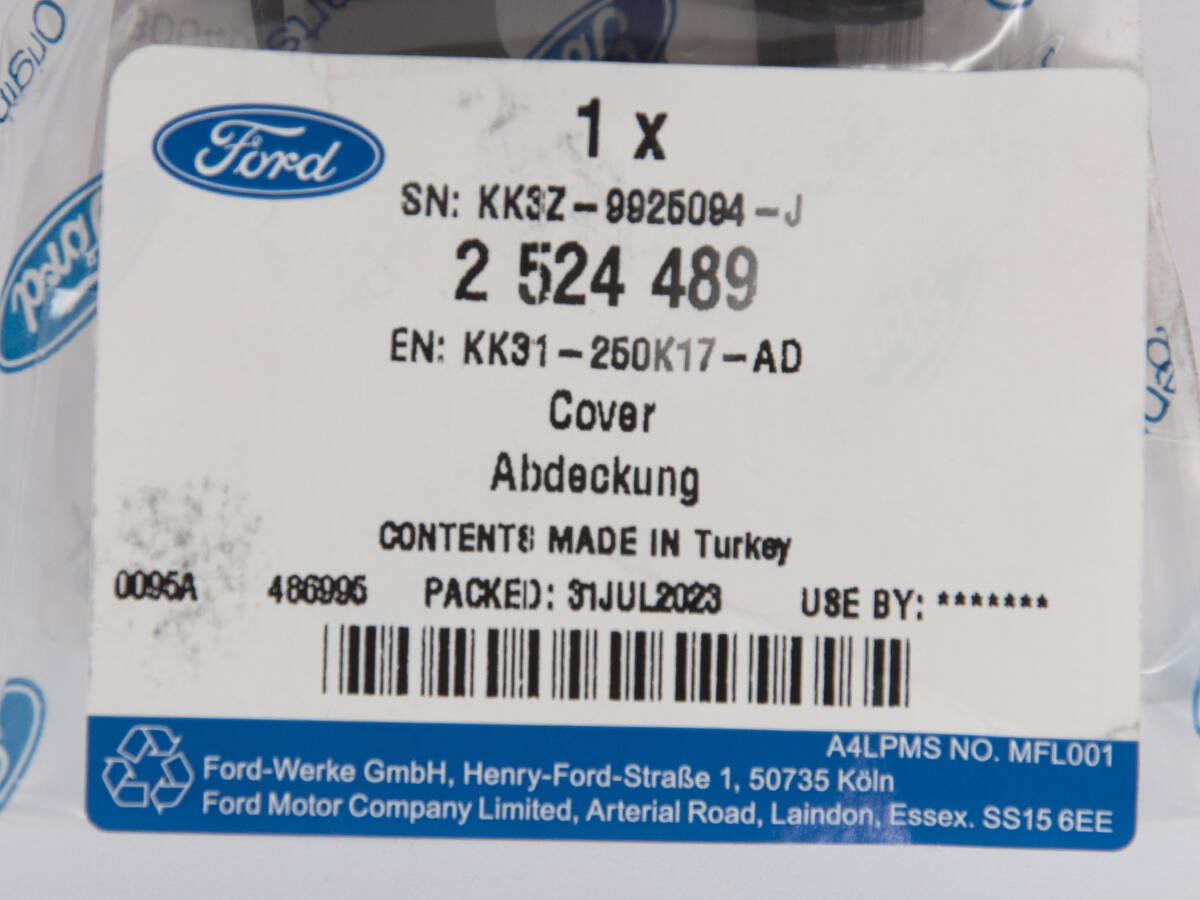 Ford
1 x
SN: KK3Z-9925094-J
2 524 489
EN: KK31-250K17-AD
Cover
Abdeckung
CONTENTS MADE IN Turkey
0095A 486995 PACKED: 31JUL2023 USE BY: *******
A4LPMS NO. MFL001
Ford-Werke GmbH, Henry-Ford-Straße 1, 50735 Köln
Ford Motor Company Limited, Arterial Road, Laindon, Essex. SS15 6EE
Ford